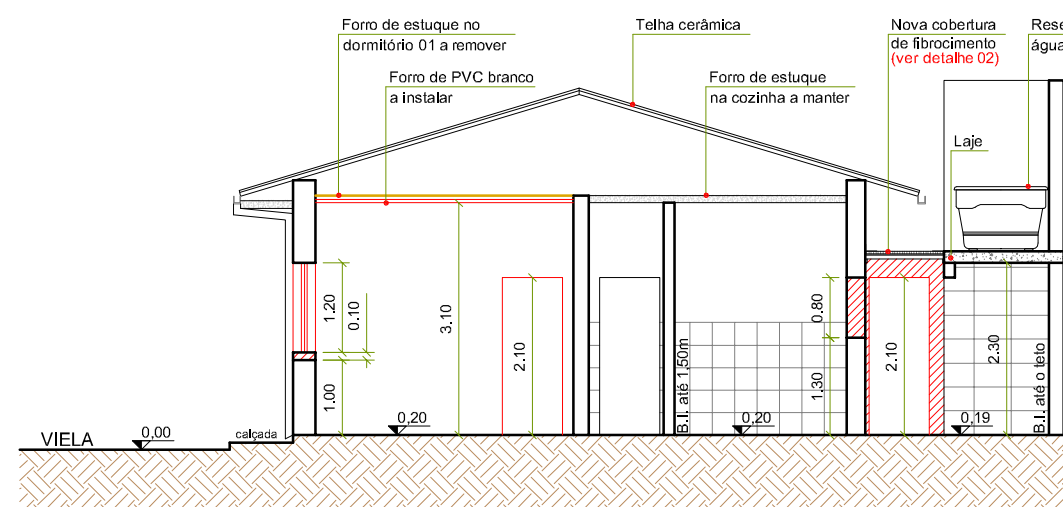 Forro de estuque no
dormitório 01 a remover
Telha cerâmica
Nova cobertura
de fibrocimento
(ver detalhe 02)
Rese
água
Forro de PVC branco
a instalar
Forro de estuque
na cozinha a manter
Laje
1.20
0.10
1.00
3.10
2.10
B.I. até 1,50m
0.80
1.30
2.10
2.30
B.I. até o teto
VIELA
0,00
calçada
0,20
0,20
0,19